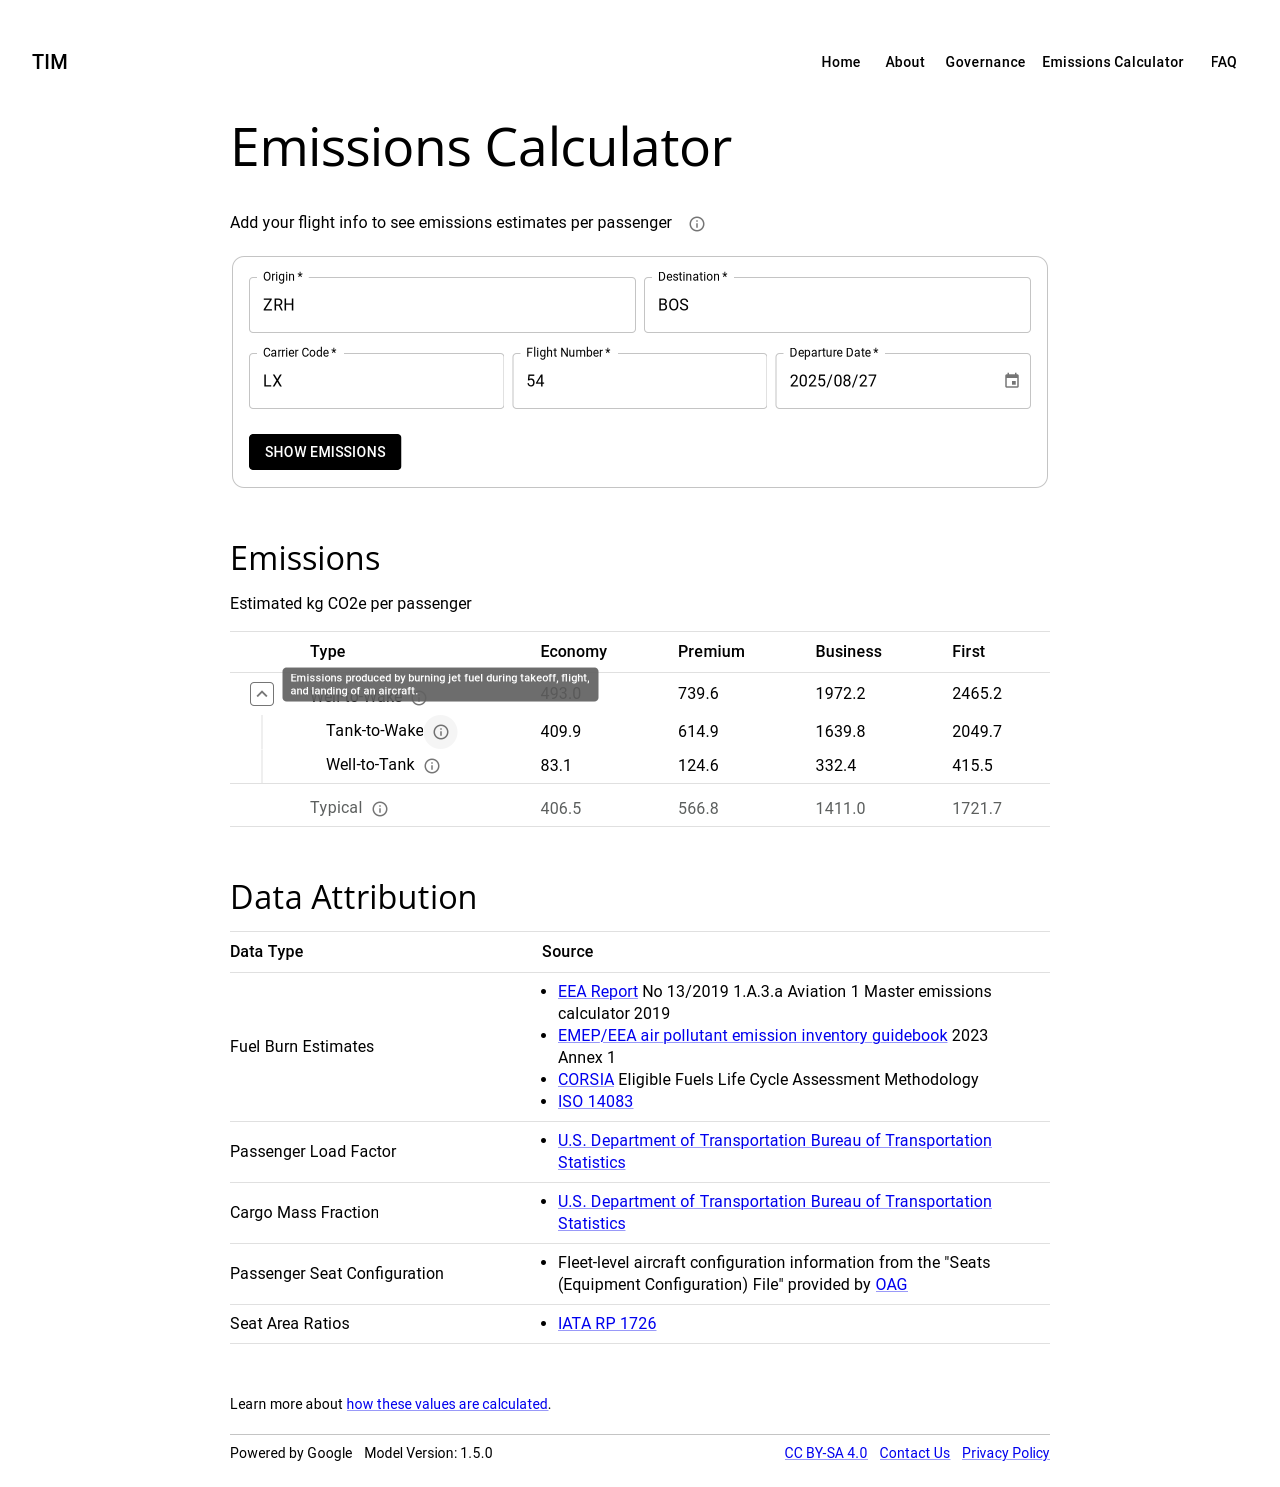 TIM
Home About Governance Emissions Calculator FAQ
Emissions Calculator
Add your flight info to see emissions estimates per passenger
Origin * Destination *
ZRH BOS
Carrier Code * Flight Number * Departure Date *
LX 54 2025/08/27
SHOW EMISSIONS
Emissions
Estimated kg CO2e per passenger
Type Economy Premium Business First
Emissions produced by burning jet fuel during takeoff, flight,
and landing of an aircraft.
Well-to-Wake 493.0 739.6 1972.2 2465.2
Tank-to-Wake 409.9 614.9 1639.8 2049.7
Well-to-Tank 83.1 124.6 332.4 415.5
Typical 406.5 566.8 1411.0 1721.7
Data Attribution
Data Type Source
Fuel Burn Estimates
EEA Report No 13/2019 1.A.3.a Aviation 1 Master emissions
calculator 2019
EMEP/EEA air pollutant emission inventory guidebook 2023
Annex 1
CORSIA Eligible Fuels Life Cycle Assessment Methodology
ISO 14083
Passenger Load Factor
U.S. Department of Transportation Bureau of Transportation
Statistics
Cargo Mass Fraction
U.S. Department of Transportation Bureau of Transportation
Statistics
Passenger Seat Configuration
Fleet-level aircraft configuration information from the "Seats
(Equipment Configuration) File" provided by OAG
Seat Area Ratios
IATA RP 1726
Learn more about how these values are calculated.
Powered by Google Model Version: 1.5.0 CC BY-SA 4.0 Contact Us Privacy Policy